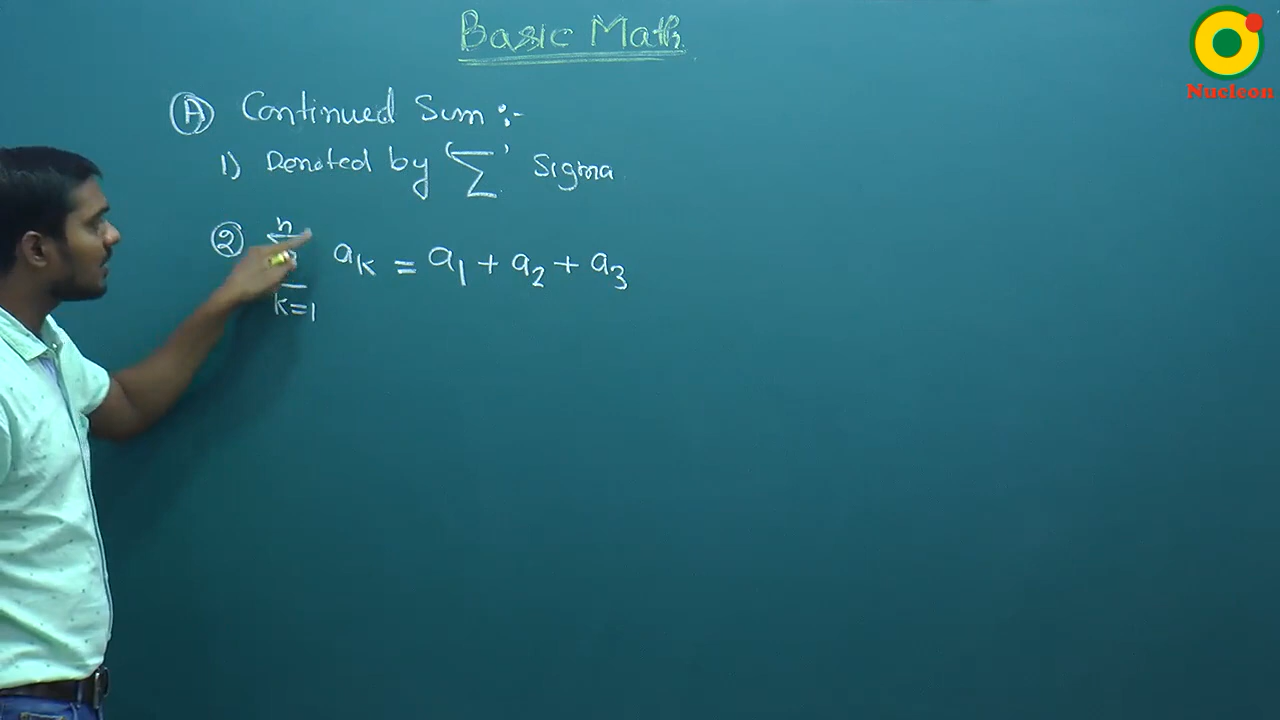 Basic Math
Nucleon
(A) Continued Sum :-
1) Denoted by '∑' Sigma
(2) n
a_k = a_1 + a_2 + a_3
k=1